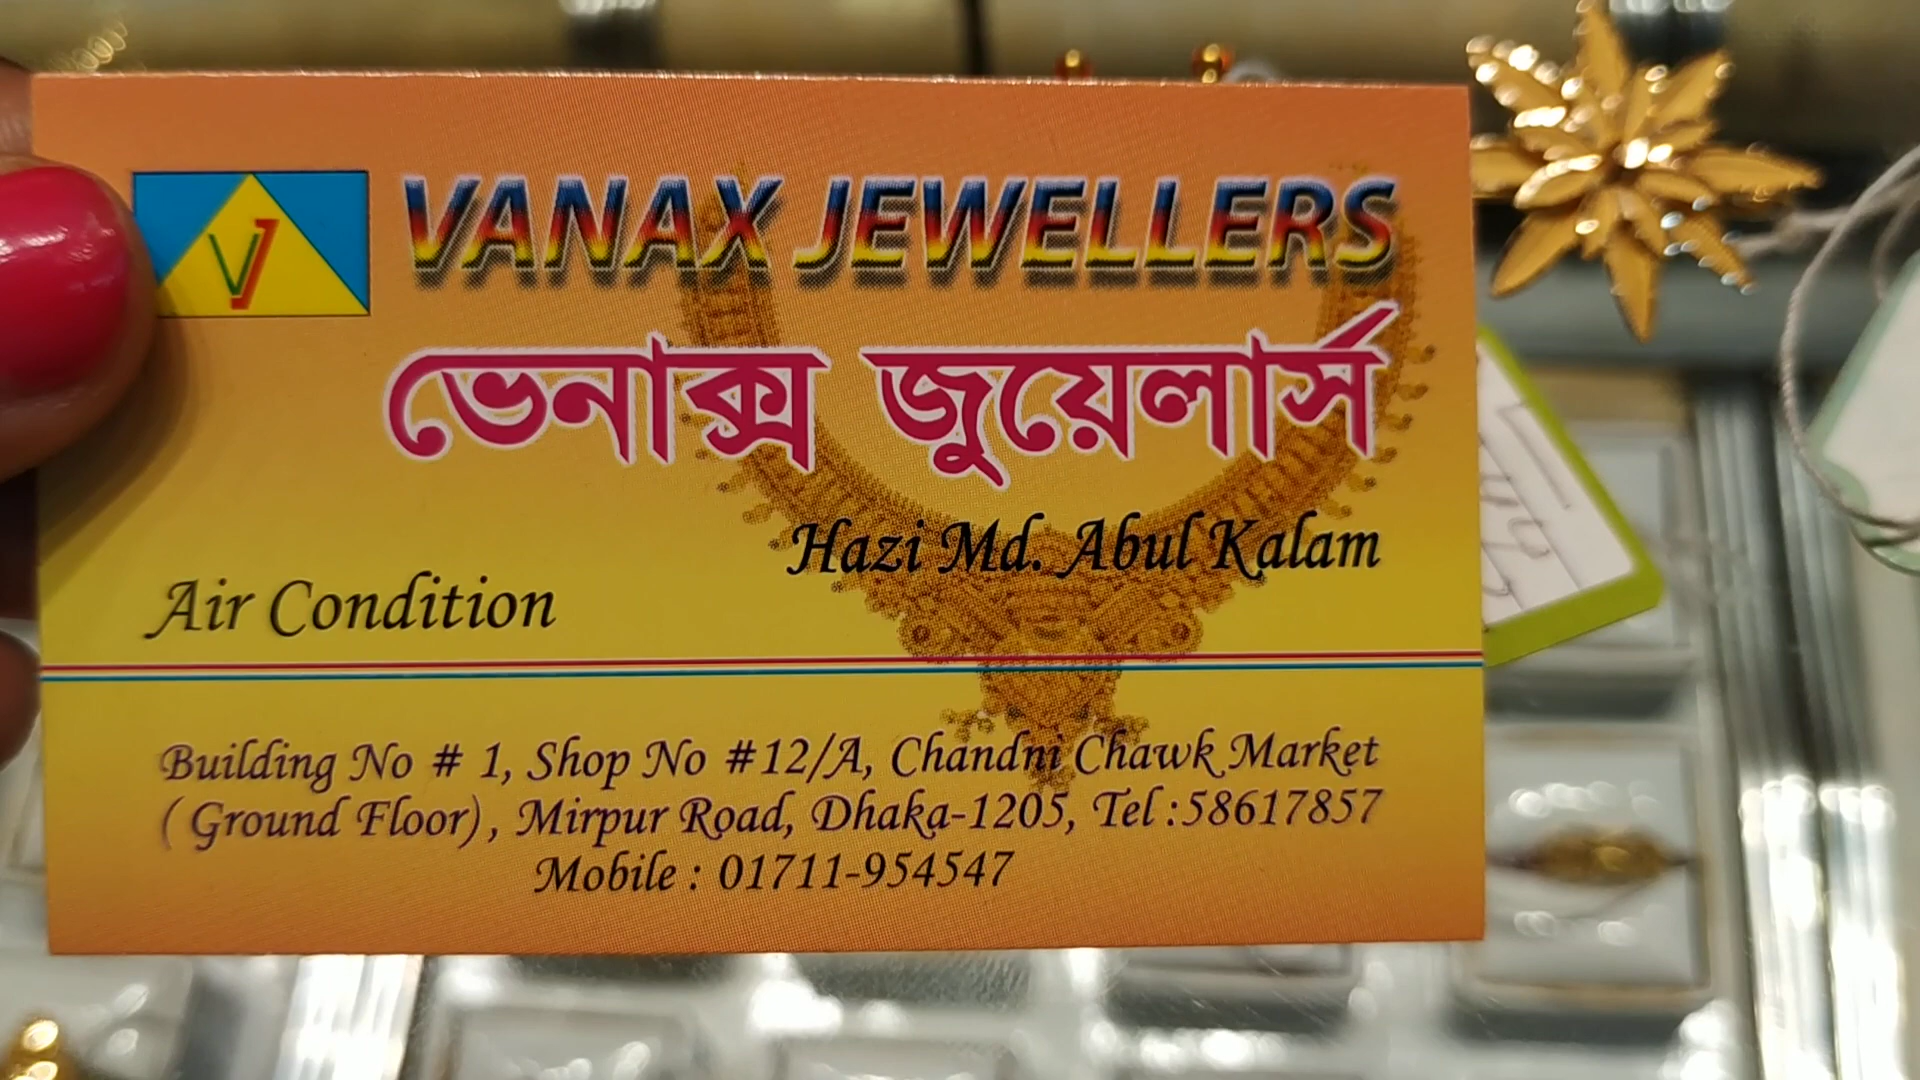 VJ
VANAX JEWELLERS
ভেনাক্স জুয়েলার্স
Hazi Md. Abul Kalam
Air Condition
Building No # 1, Shop No #12/A, Chandni Chawk Market
( Ground Floor), Mirpur Road, Dhaka-1205, Tel :58617857
Mobile : 01711-954547